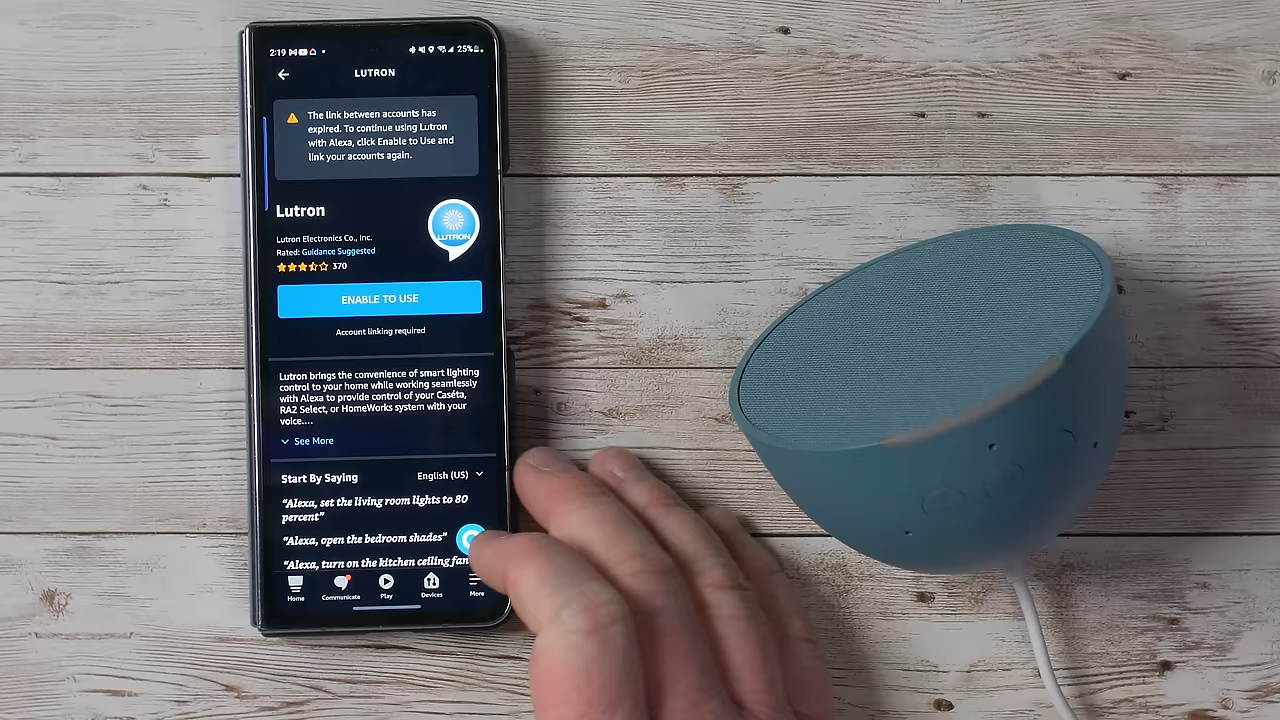 2:19
25%
LUTRON
The link between accounts has
expired. To continue using Lutron
with Alexa, click Enable to Use and
link your accounts again.
Lutron
LUTRON
Lutron Electronics Co., Inc.
Rated: Guidance Suggested
370
ENABLE TO USE
Account linking required
Lutron brings the convenience of smart lighting
control to your home while working seamlessly
with Alexa to provide control of your Caséta,
RA2 Select, or HomeWorks system with your
voice....
See More
Start By Saying
English (US)
“Alexa, set the living room lights to 80
percent”
“Alexa, open the bedroom shades”
“Alexa, turn on the kitchen ceiling fan
Home
Communicate
Play
Devices
More